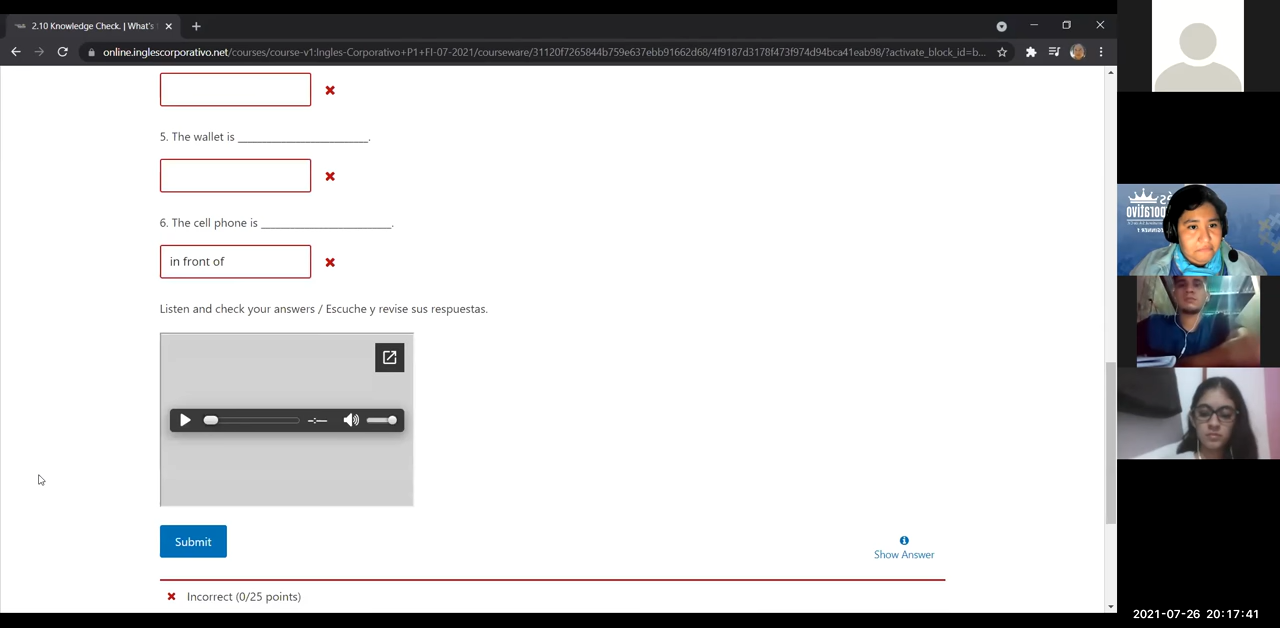 2.10 Knowledge Check. | What's
online.inglescorporativo.net/courses/course-v1:Ingles-Corporativo+P1+FI-07-2021/courseware/31120f7265844b759e637ebb91662d68/4f9187d3178f473f974d94bca41eab98/?activate_block_id=b...
5. The wallet is ____________________.
6. The cell phone is ____________________.
in front of
Listen and check your answers / Escuche y revise sus respuestas.
-:--
Submit
Show Answer
Incorrect (0/25 points)
2021-07-26 20:17:41